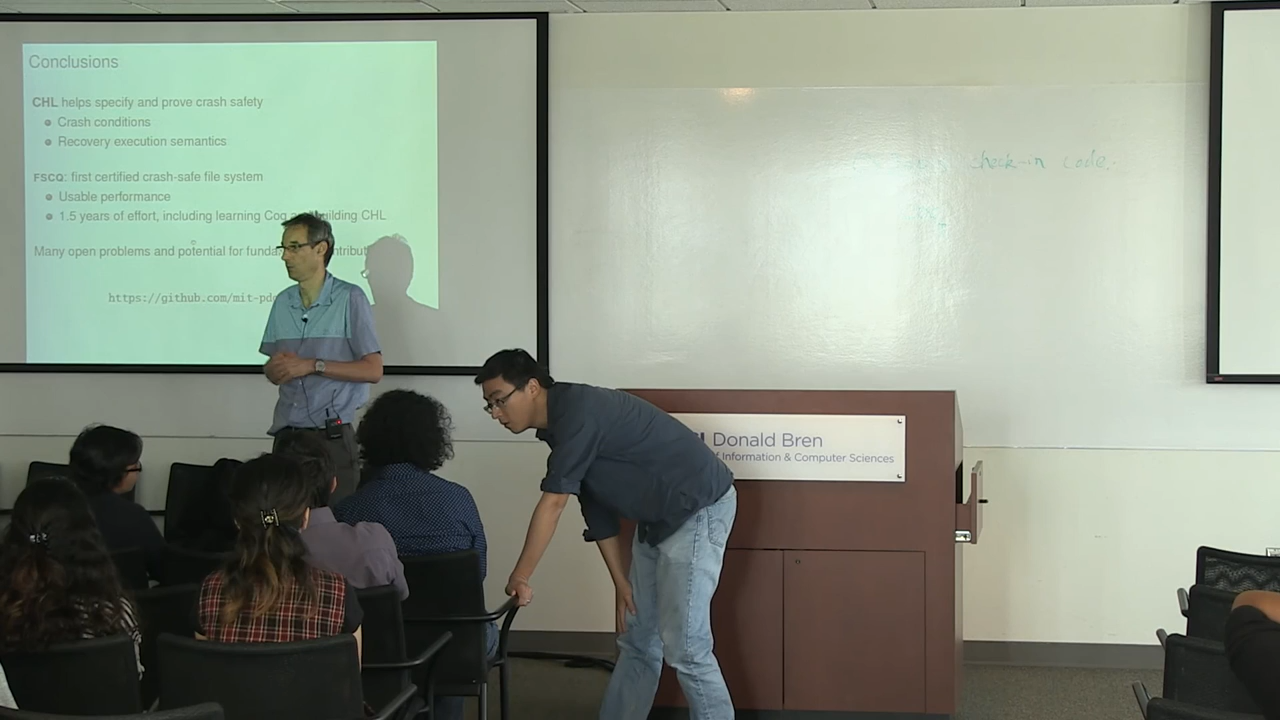 Conclusions
CHL helps specify and prove crash safety
Crash conditions
Recovery execution semantics
FSCQ: first certified crash-safe file system
Usable performance
1.5 years of effort, including learning Coq building CHL
Many open problems and potential for
https://github.com/mit-pd
check-in code.
Donald Bren
Information & Computer Sciences